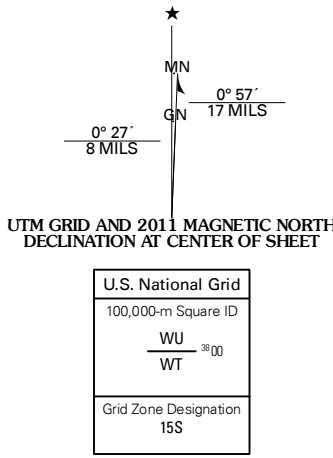 ★
MN
GN
0° 57´
17 MILS
0° 27´
8 MILS
UTM GRID AND 2011 MAGNETIC NORTH
DECLINATION AT CENTER OF SHEET
U.S. National Grid
100,000-m Square ID
WU
3800
WT
Grid Zone Designation
15S